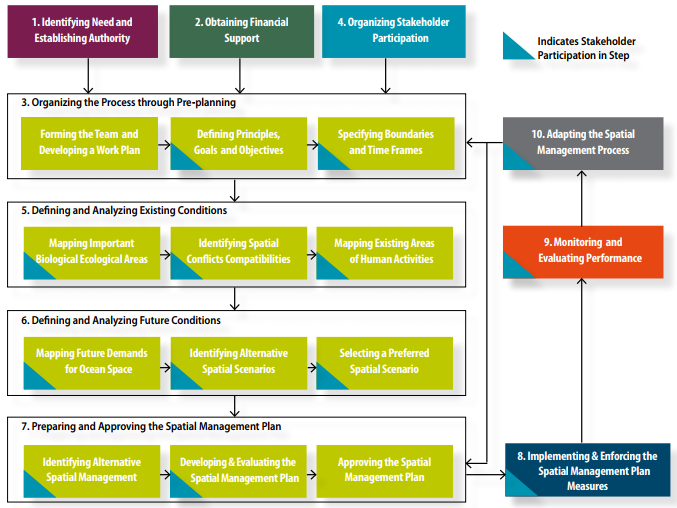 1. Identifying Need and
Establishing Authority
2. Obtaining Financial
Support
4. Organizing Stakeholder
Participation
Indicates Stakeholder
Participation in Step
3. Organizing the Process through Pre-planning
Forming the Team and
Developing a Work Plan
Defining Principles,
Goals and Objectives
Specifying Boundaries
and Time Frames
10. Adapting the Spatial
Management Process
5. Defining and Analyzing Existing Conditions
Mapping Important
Biological Ecological Areas
Identifying Spatial
Conflicts Compatibilities
Mapping Existing Areas
of Human Activities
9. Monitoring and
Evaluating Performance
6. Defining and Analyzing Future Conditions
Mapping Future Demands
for Ocean Space
Identifying Alternative
Spatial Scenarios
Selecting a Preferred
Spatial Scenario
7. Preparing and Approving the Spatial Management Plan
Identifying Alternative
Spatial Management
Developing & Evaluating the
Spatial Management Plan
Approving the Spatial
Management Plan
8. Implementing & Enforcing the
Spatial Management Plan
Measures